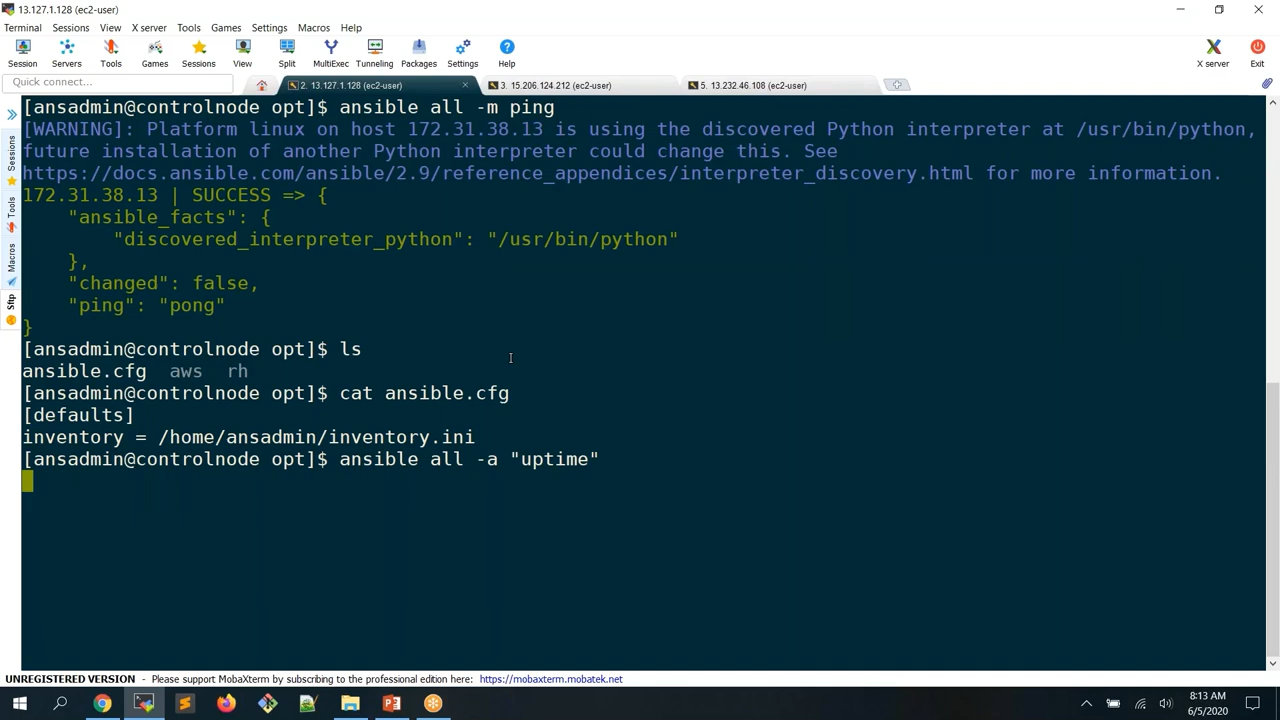 13.127.1.128 (ec2-user)
Terminal Sessions View X server Tools Games Settings Macros Help
Session Servers Tools Games Sessions View Split MultiExec Tunneling Packages Settings Help X server Exit
Quick connect...
2. 13.127.1.128 (ec2-user)
3. 15.206.124.212 (ec2-user)
5. 13.232.46.108 (ec2-user)
Sessions
Tools
Macros
Sftp
[ansadmin@controlnode opt]$ ansible all -m ping
[WARNING]: Platform linux on host 172.31.38.13 is using the discovered Python interpreter at /usr/bin/python,
future installation of another Python interpreter could change this. See
https://docs.ansible.com/ansible/2.9/reference_appendices/interpreter_discovery.html for more information.
172.31.38.13 | SUCCESS => {
"ansible_facts": {
"discovered_interpreter_python": "/usr/bin/python"
},
"changed": false,
"ping": "pong"
}
[ansadmin@controlnode opt]$ ls
ansible.cfg aws rh
[ansadmin@controlnode opt]$ cat ansible.cfg
[defaults]
inventory = /home/ansadmin/inventory.ini
[ansadmin@controlnode opt]$ ansible all -a "uptime"
UNREGISTERED VERSION - Please support MobaXterm by subscribing to the professional edition here: https://mobaxterm.mobatek.net
8:13 AM
6/5/2020